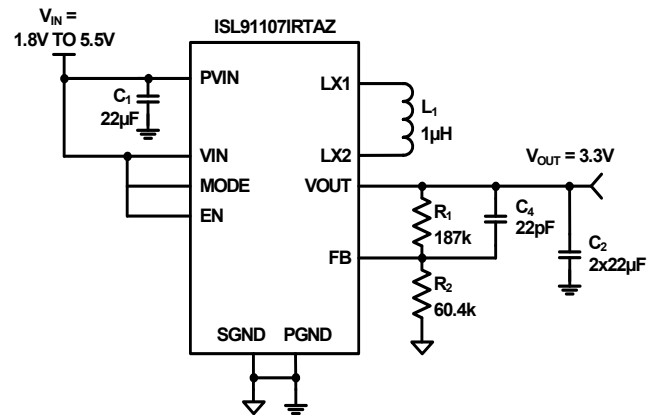 ISL91107IRTAZ
VIN =
1.8V TO 5.5V
PVIN
C1
22µF
LX1
L1
1µH
LX2
VIN
MODE
EN
VOUT
VOUT = 3.3V
R1
187k
C4
22pF
C2
2x22µF
FB
R2
60.4k
SGND
PGND